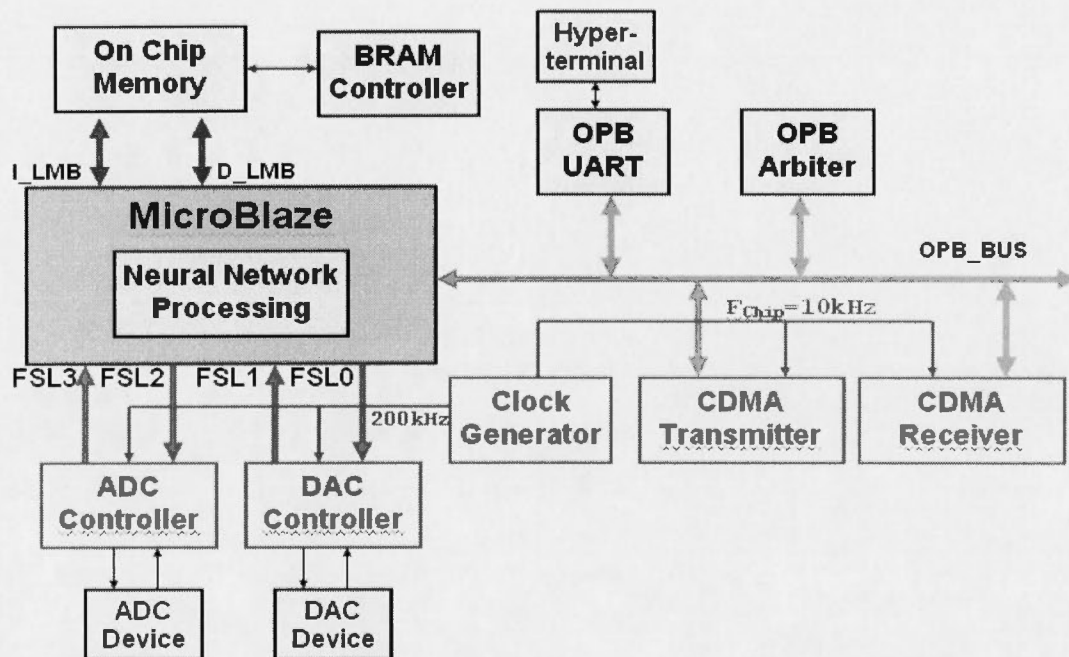 On Chip
Memory
BRAM
Controller
Hyper-
terminal
OPB
UART
OPB
Arbiter
I_LMB
D_LMB
MicroBlaze
Neural Network
Processing
OPB_BUS
FChip=10kHz
FSL3
FSL2
FSL1
FSL0
200kHz
Clock
Generator
CDMA
Transmitter
CDMA
Receiver
ADC
Controller
DAC
Controller
ADC
Device
DAC
Device